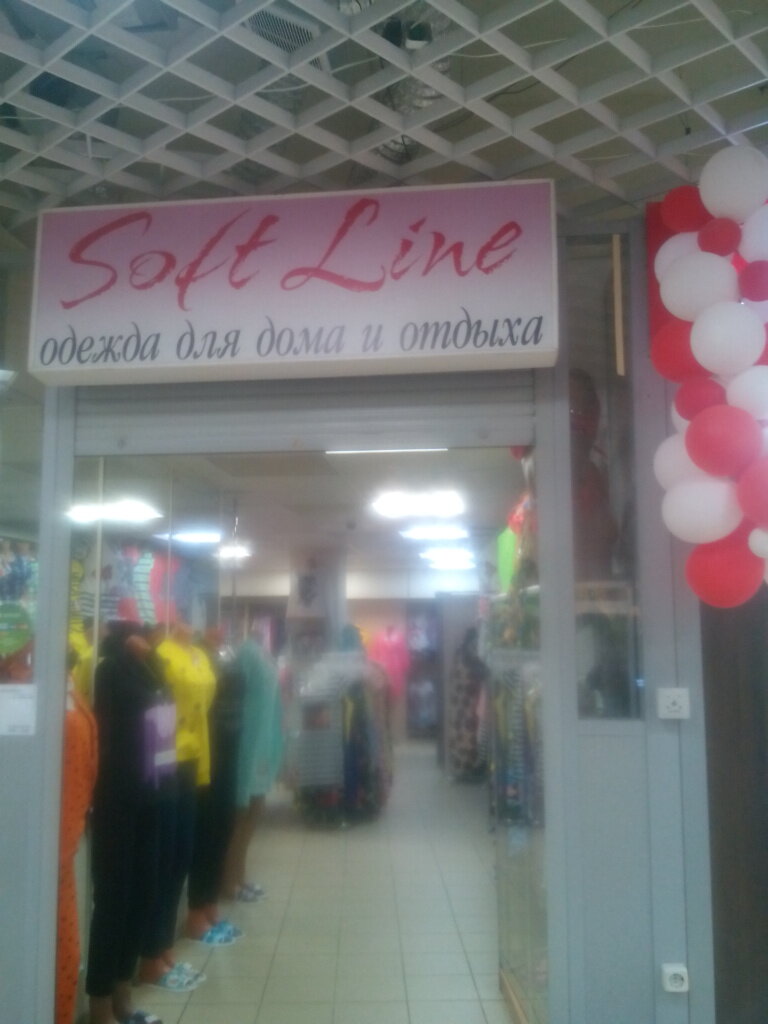 Soft Line
одежда для дома и отдыха